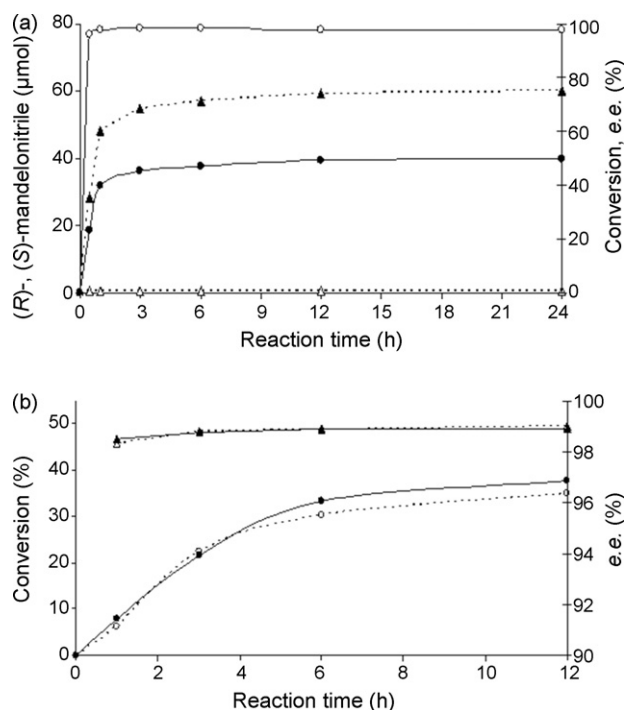 (a)
80
60
40
20
0
(R)-, (S)-mandelonitrile (µmol)
100
80
60
40
20
0
Conversion, e.e. (%)
0 3 6 9 12 15 18 21 24
Reaction time (h)
(b)
50
40
30
20
10
0
Conversion (%)
100
98
96
94
92
90
e.e. (%)
0 2 4 6 8 10 12
Reaction time (h)